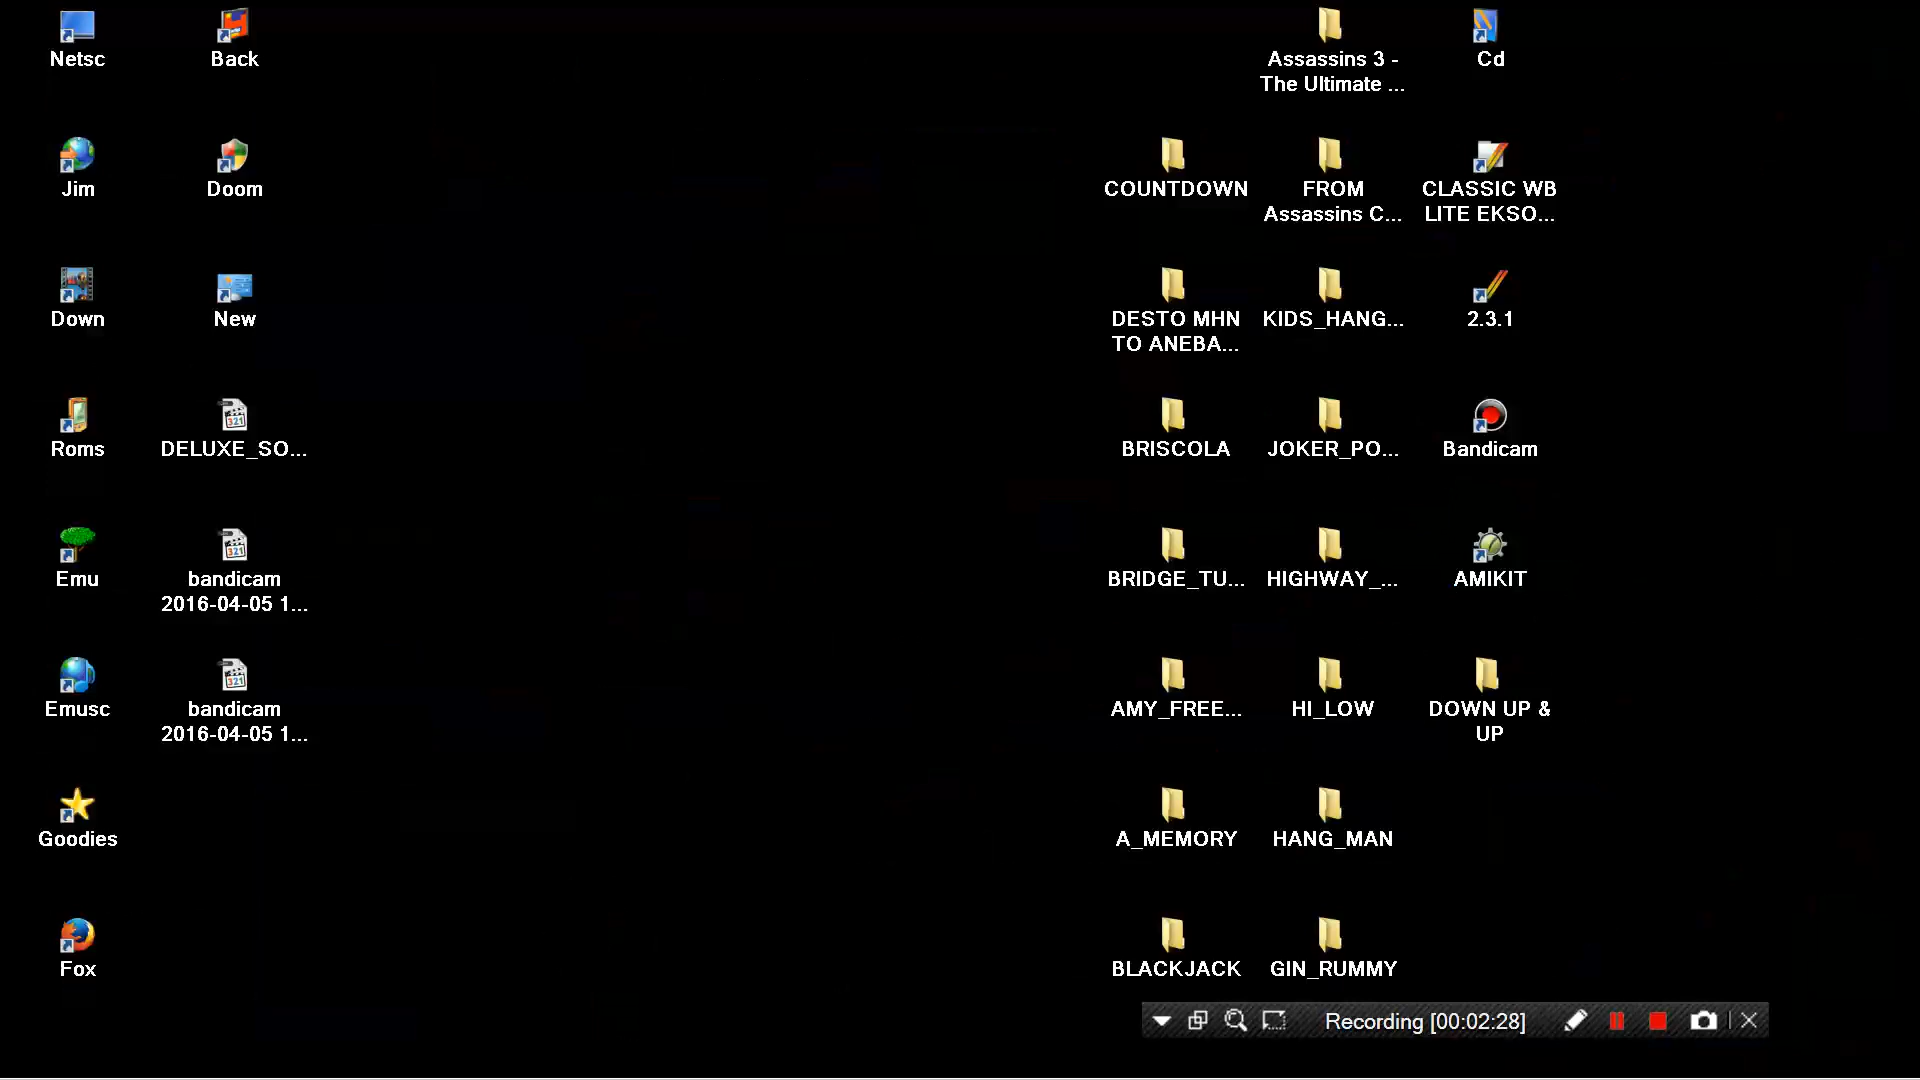 Netsc
Back
Assassins 3 -
The Ultimate ...
Cd
Jim
Doom
COUNTDOWN
FROM
Assassins C...
CLASSIC WB
LITE EKSO...
Down
New
DESTO MHN
TO ANEBA...
KIDS_HANG...
2.3.1
Roms
DELUXE_SO...
BRISCOLA
JOKER_PO...
Bandicam
Emu
bandicam
2016-04-05 1...
BRIDGE_TU...
HIGHWAY_...
AMIKIT
Emusc
bandicam
2016-04-05 1...
AMY_FREE...
HI_LOW
DOWN UP &
UP
Goodies
A_MEMORY
HANG_MAN
Fox
BLACKJACK
GIN_RUMMY
Recording [00:02:28]